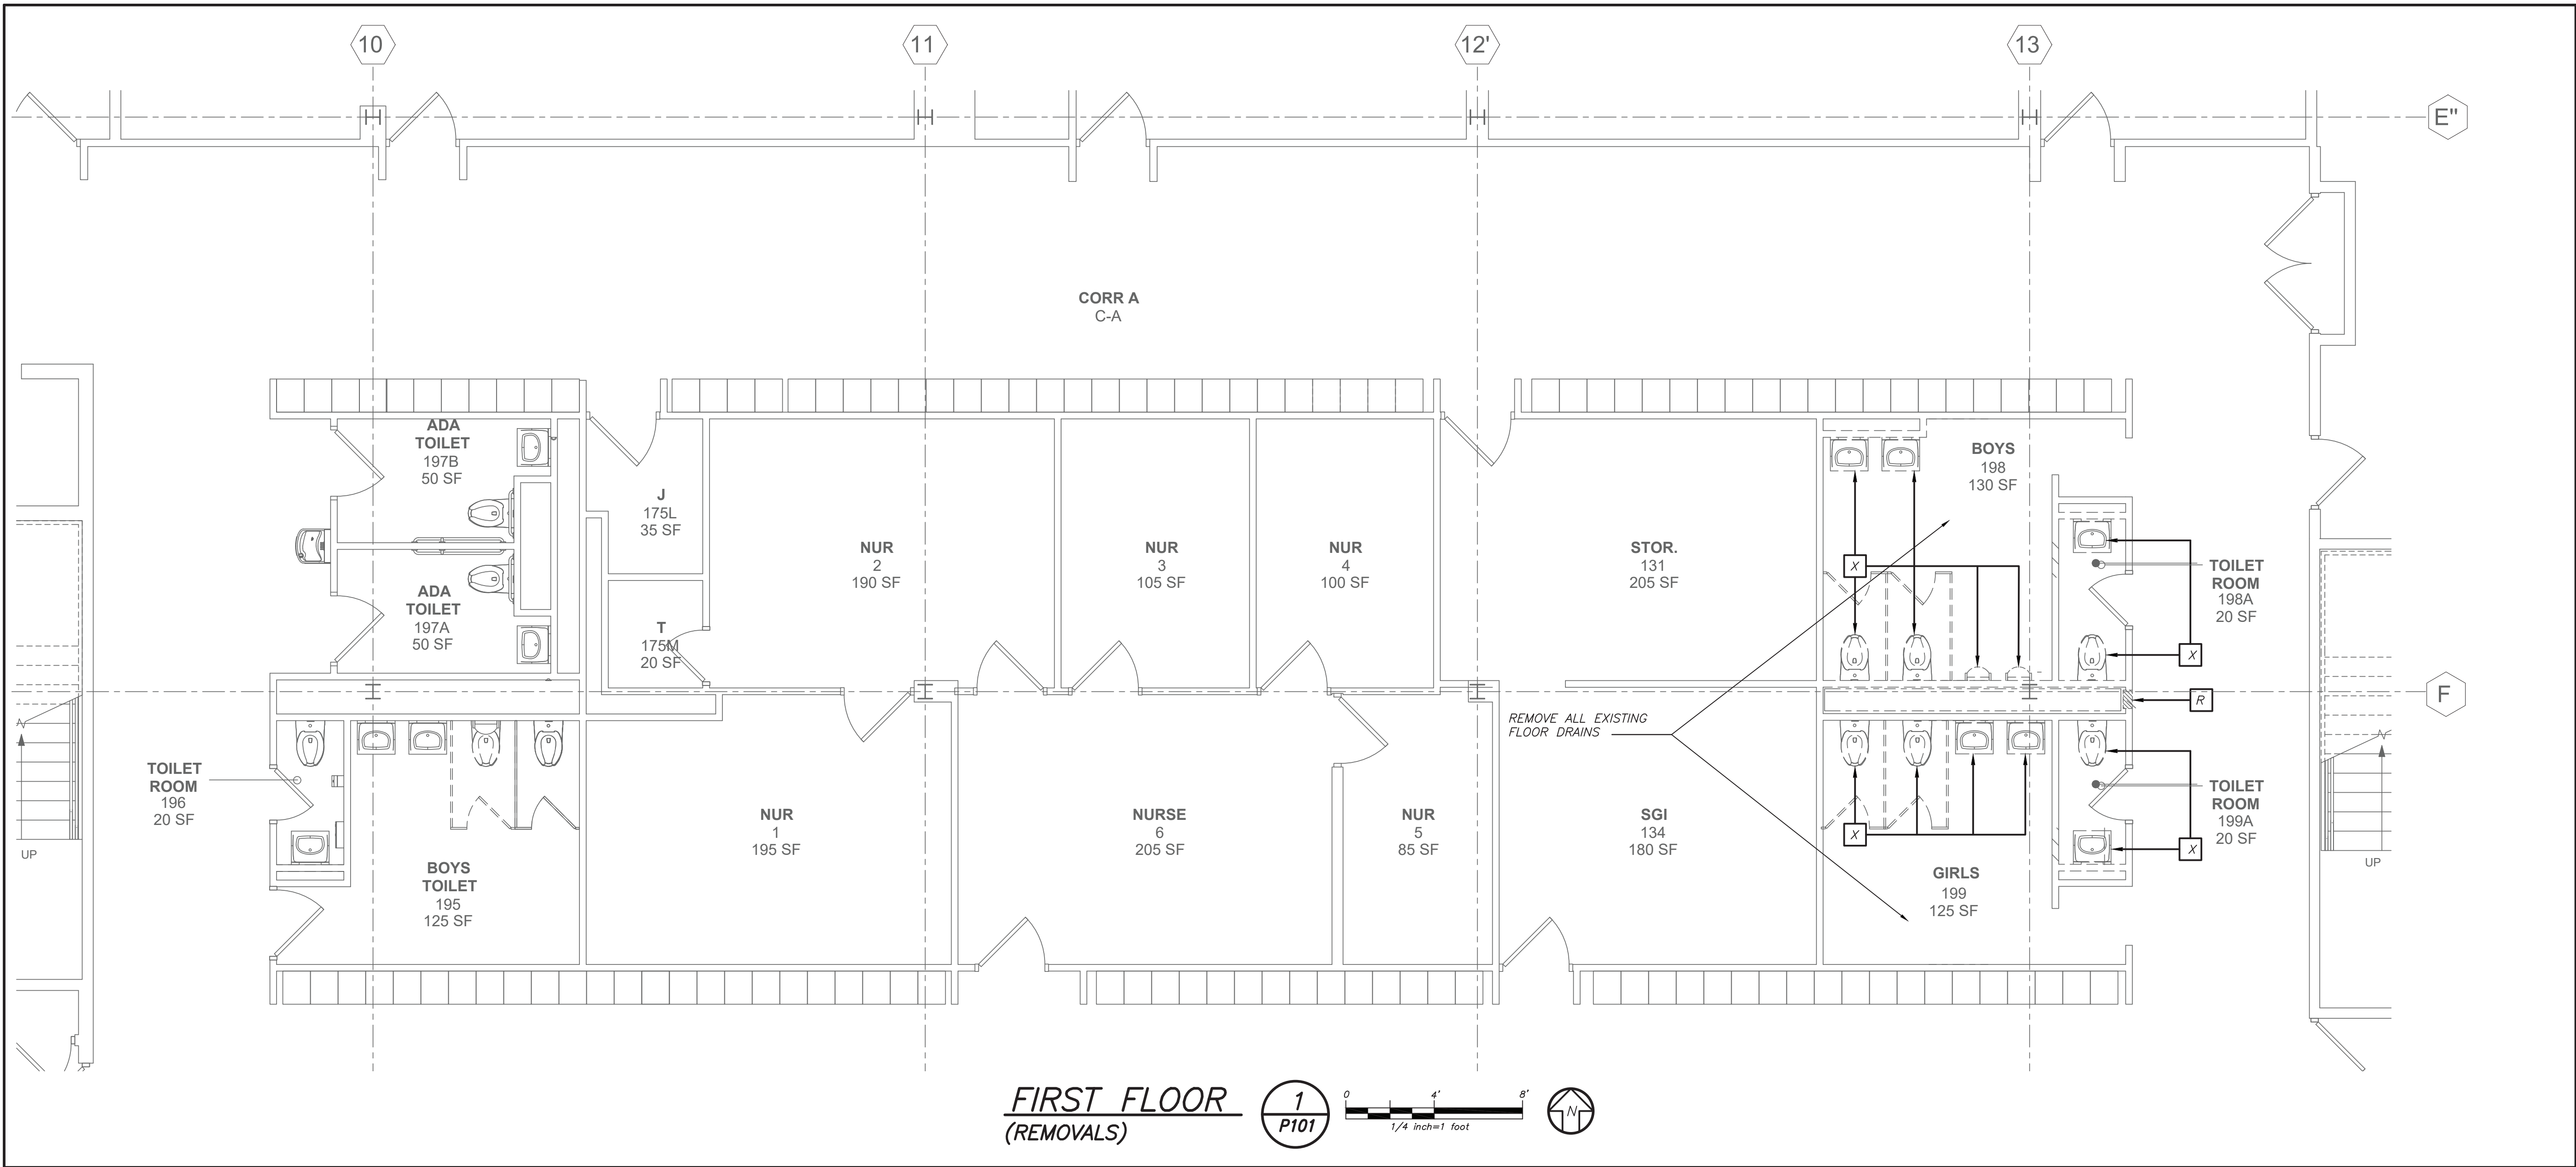 10
11
12'
13
E"
CORR A
C-A
ADA
TOILET
197B
50 SF
J
175L
35 SF
NUR
2
190 SF
NUR
3
105 SF
NUR
4
100 SF
STOR.
131
205 SF
BOYS
198
130 SF
X
TOILET
ROOM
198A
20 SF
X
ADA
TOILET
197A
50 SF
T
175M
20 SF
F
R
REMOVE ALL EXISTING
FLOOR DRAINS
TOILET
ROOM
196
20 SF
BOYS
TOILET
195
125 SF
NUR
1
195 SF
NURSE
6
205 SF
NUR
5
85 SF
SGI
134
180 SF
X
GIRLS
199
125 SF
TOILET
ROOM
199A
20 SF
X
UP
UP
FIRST FLOOR
(REMOVALS)
1
P101
0 4' 8'
1/4 inch=1 foot
N